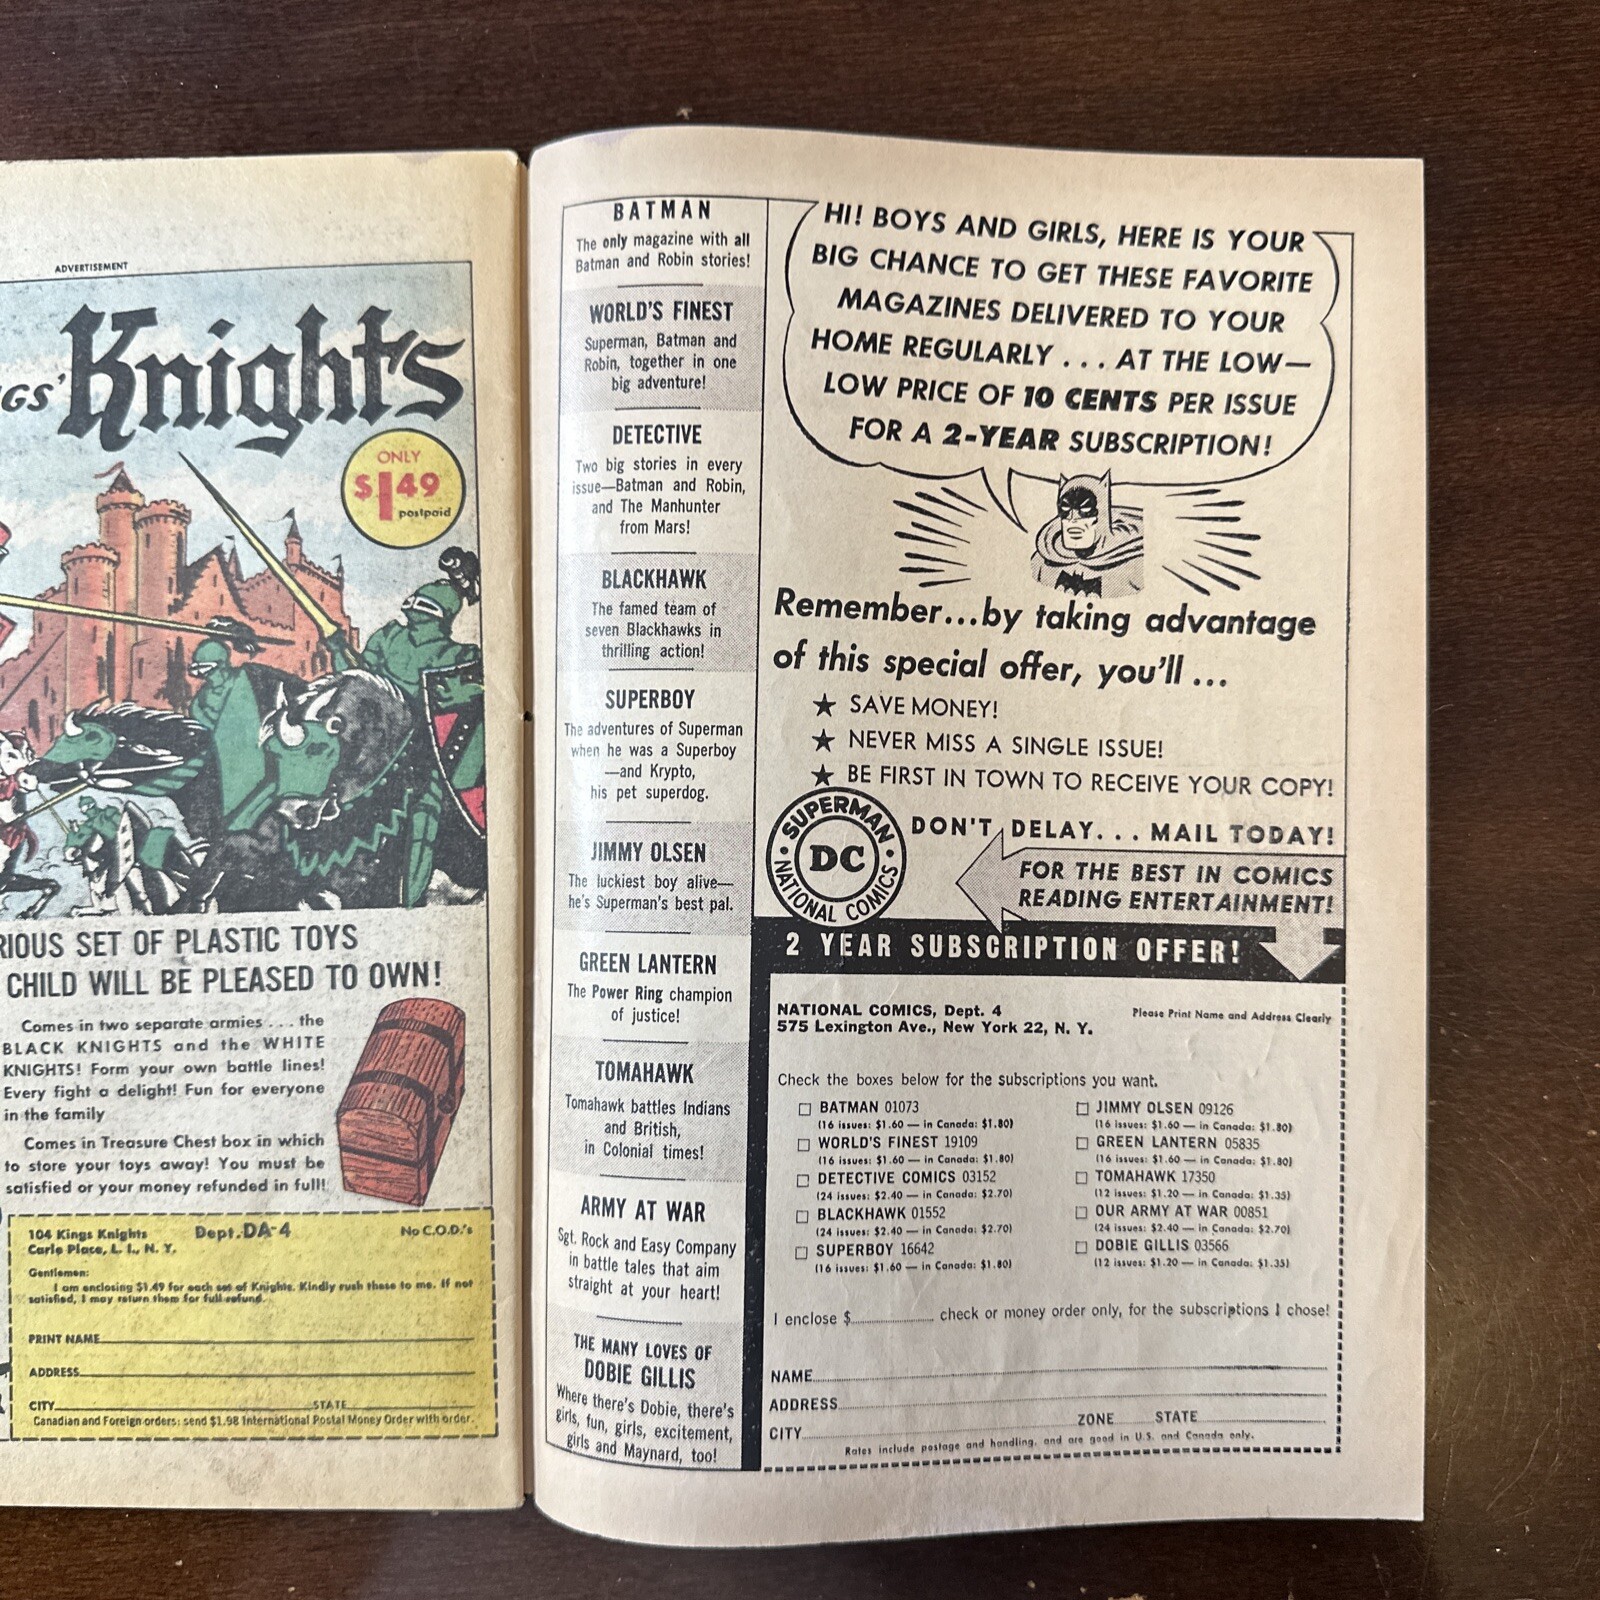 ADVERTISEMENT
GS' Knights
ONLY
$1.49
postpaid
RIOUS SET OF PLASTIC TOYS
CHILD WILL BE PLEASED TO OWN!
Comes in two separate armies . . . the
BLACK KNIGHTS and the WHITE
KNIGHTS! Form your own battle lines!
Every fight a delight! Fun for everyone
in the family
Comes in Treasure Chest box in which
to store your toys away! You must be
satisfied or your money refunded in full!
104 Kings Knights Dept. DA-4 No C.O.D.'s
Carle Place, L. I., N. Y.
Gentlemen:
I am enclosing $1.49 for each set of Knights. Kindly rush these to me. If not
satisfied, I may return them for full refund.
PRINT NAME
ADDRESS
CITY STATE
Canadian and Foreign orders: send $1.98 International Postal Money Order with order.
BATMAN
The only magazine with all
Batman and Robin stories!
WORLD'S FINEST
Superman, Batman and
Robin, together in one
big adventure!
DETECTIVE
Two big stories in every
issue—Batman and Robin,
and The Manhunter
from Mars!
BLACKHAWK
The famed team of
seven Blackhawks in
thrilling action!
SUPERBOY
The adventures of Superman
when he was a Superboy
—and Krypto,
his pet superdog.
JIMMY OLSEN
The luckiest boy alive—
he's Superman's best pal.
GREEN LANTERN
The Power Ring champion
of justice!
TOMAHAWK
Tomahawk battles Indians
and British,
in Colonial times!
ARMY AT WAR
Sgt. Rock and Easy Company
in battle tales that aim
straight at your heart!
THE MANY LOVES OF
DOBIE GILLIS
Where there's Dobie, there's
girls, fun, girls, excitement,
girls and Maynard, too!
HI! BOYS AND GIRLS, HERE IS YOUR
BIG CHANCE TO GET THESE FAVORITE
MAGAZINES DELIVERED TO YOUR
HOME REGULARLY . . . AT THE LOW—
LOW PRICE OF 10 CENTS PER ISSUE
FOR A 2-YEAR SUBSCRIPTION!
Remember...by taking advantage
of this special offer, you'll ...
★ SAVE MONEY!
★ NEVER MISS A SINGLE ISSUE!
★ BE FIRST IN TOWN TO RECEIVE YOUR COPY!
SUPERMAN
DC
NATIONAL COMICS
DON'T DELAY. . . MAIL TODAY!
FOR THE BEST IN COMICS
READING ENTERTAINMENT!
2 YEAR SUBSCRIPTION OFFER!
NATIONAL COMICS, Dept. 4 Please Print Name and Address Clearly
575 Lexington Ave., New York 22, N. Y.
Check the boxes below for the subscriptions you want.
BATMAN 01073
(16 issues: $1.60 — in Canada: $1.80)
WORLD'S FINEST 19109
(16 issues: $1.60 — in Canada: $1.80)
DETECTIVE COMICS 03152
(24 issues: $2.40 — in Canada: $2.70)
BLACKHAWK 01552
(24 issues: $2.40 — in Canada: $2.70)
SUPERBOY 16642
(16 issues: $1.60 — in Canada: $1.80)
JIMMY OLSEN 09126
(16 issues: $1.60 — in Canada: $1.80)
GREEN LANTERN 05835
(16 issues: $1.60 — in Canada: $1.80)
TOMAHAWK 17350
(12 issues: $1.20 — in Canada: $1.35)
OUR ARMY AT WAR 00851
(24 issues: $2.40 — in Canada: $2.70)
DOBIE GILLIS 03566
(12 issues: $1.20 — in Canada: $1.35)
I enclose $ check or money order only, for the subscriptions I chose!
NAME
ADDRESS
CITY ZONE STATE
Rates include postage and handling, and are good in U.S. and Canada only.